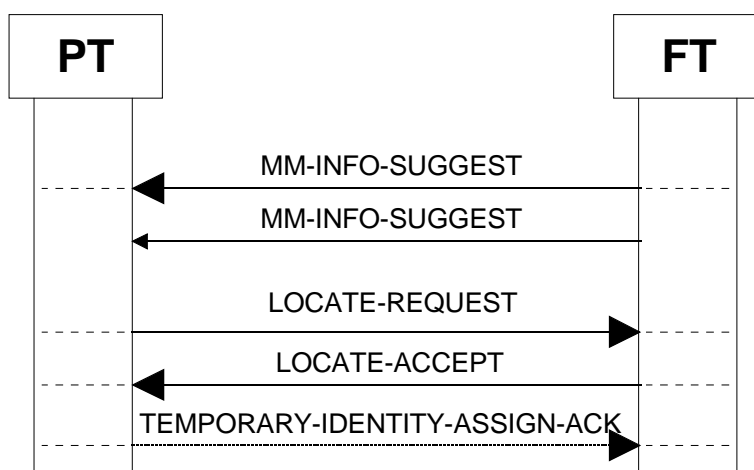 PT
FT
MM-INFO-SUGGEST
MM-INFO-SUGGEST
LOCATE-REQUEST
LOCATE-ACCEPT
TEMPORARY-IDENTITY-ASSIGN-ACK